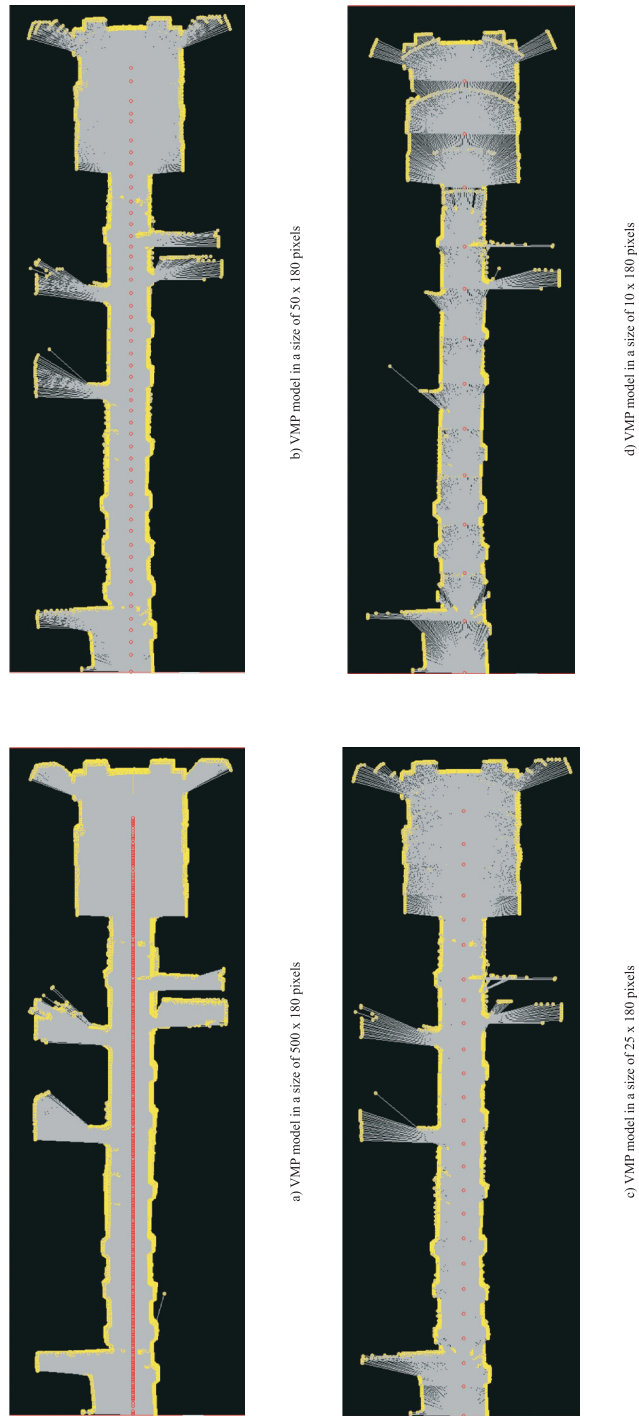 a) VMP model in a size of 500 x 180 pixels
b) VMP model in a size of 50 x 180 pixels
c) VMP model in a size of 25 x 180 pixels
d) VMP model in a size of 10 x 180 pixels